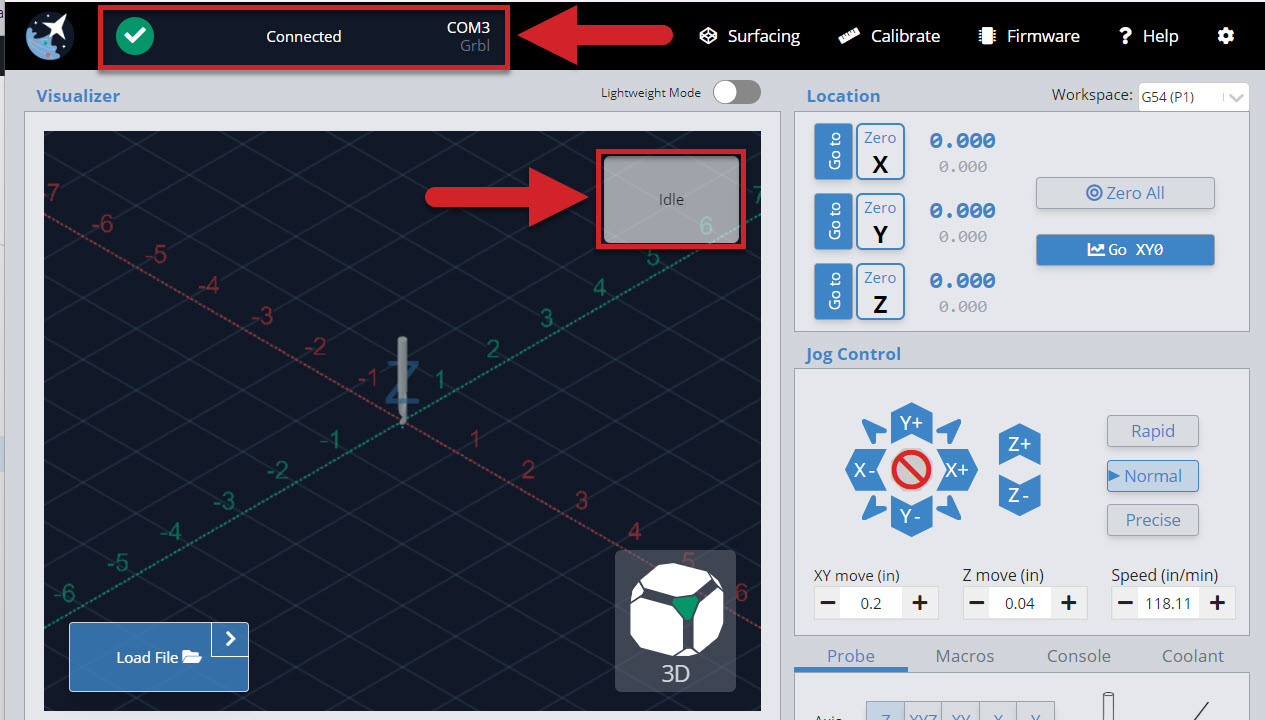 Connected
COM3
Grbl
Surfacing
Calibrate
Firmware
? Help
Visualizer
Lightweight Mode
Location
Workspace:
G54 (P1)
Idle
-7
-6
-5
-4
-3
-2
-1
7
6
5
4
3
2
1
Z
-1
-2
-3
-4
-5
-6
1
2
3
4
5
6
3D
Load File
Go to
Zero
X
0.000
0.000
Go to
Zero
Y
0.000
0.000
Go to
Zero
Z
0.000
0.000
Zero All
Go XY0
Jog Control
Y+
X-
X+
Y-
Z+
Z-
Rapid
Normal
Precise
XY move (in)
Z move (in)
Speed (in/min)
− 0.2 +
− 0.04 +
− 118.11 +
Probe
Macros
Console
Coolant
Axis
Z
XYZ
XY
X
Y